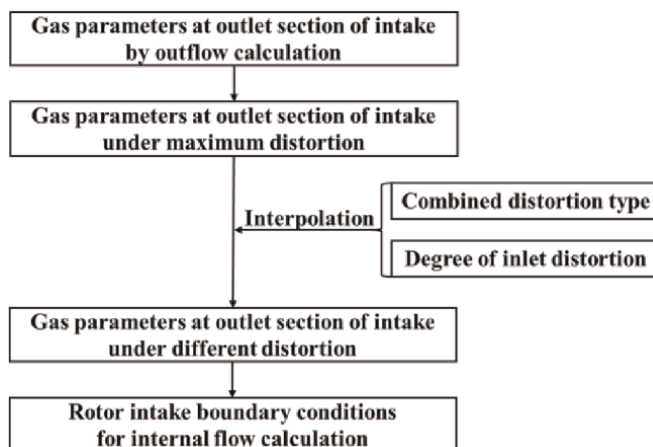 Gas parameters at outlet section of intake
by outflow calculation
Gas parameters at outlet section of intake
under maximum distortion
Interpolation
Combined distortion type
Degree of inlet distortion
Gas parameters at outlet section of intake
under different distortion
Rotor intake boundary conditions
for internal flow calculation